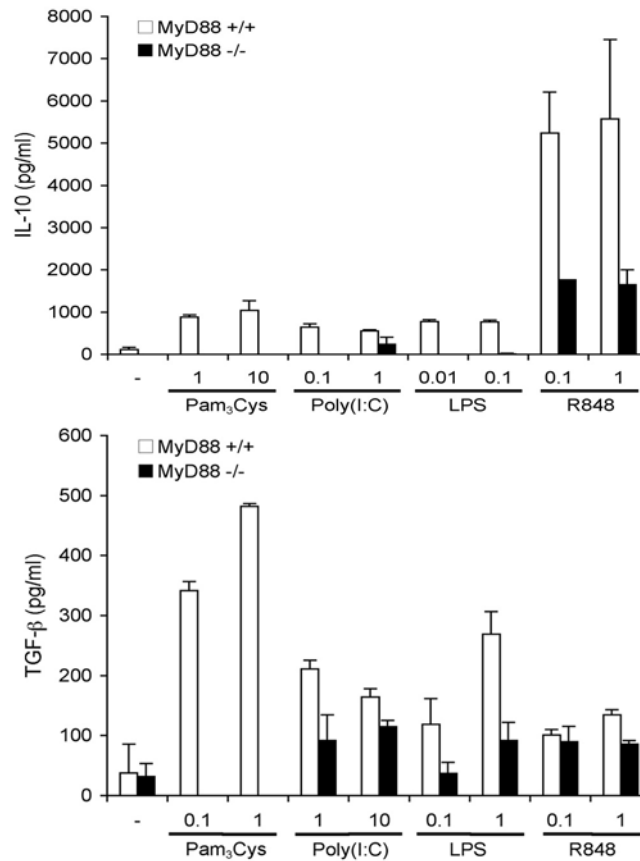 MyD88 +/+
MyD88 -/-
IL-10 (pg/ml)
8000
7000
6000
5000
4000
3000
2000
1000
0
- 1 10 0.1 1 0.01 0.1 0.1 1
Pam₃Cys Poly(I:C) LPS R848
MyD88 +/+
MyD88 -/-
TGF-β (pg/ml)
600
500
400
300
200
100
0
- 0.1 1 1 10 0.1 1 0.1 1
Pam₃Cys Poly(I:C) LPS R848